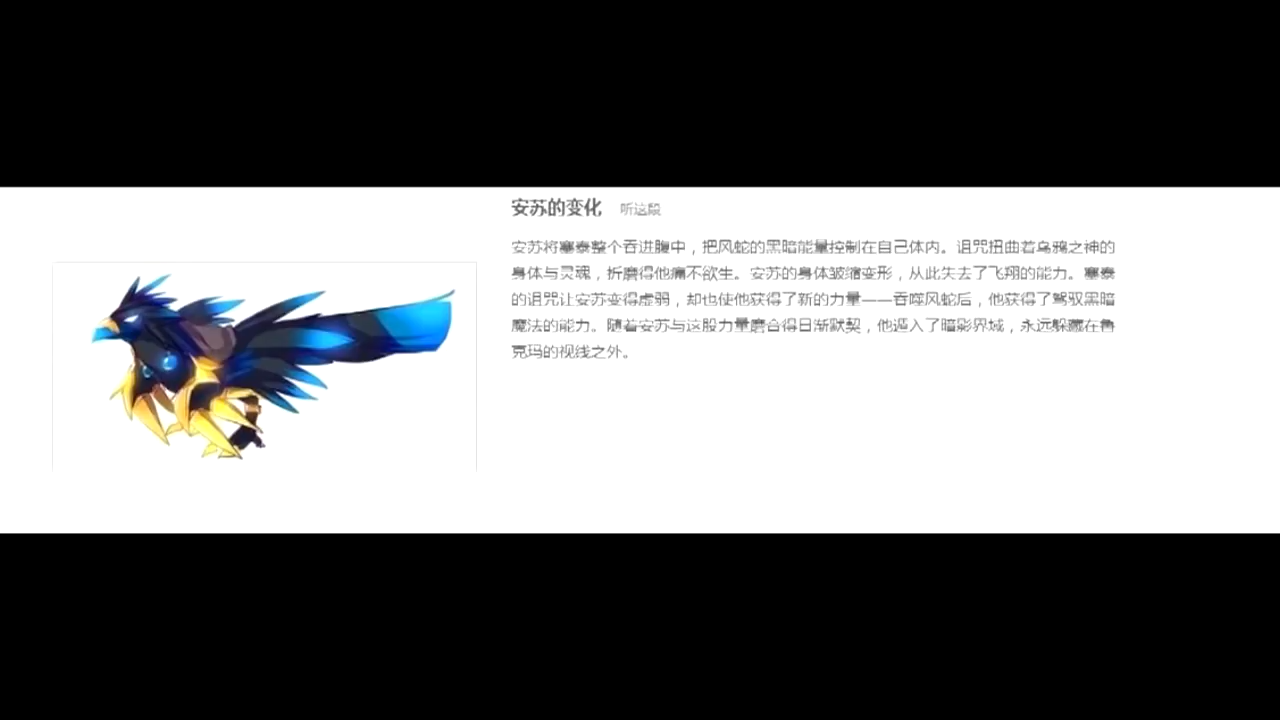 安苏的变化 听这段
安苏将塞泰整个吞进腹中，把风蛇的黑暗能量控制在自己体内。诅咒扭曲着乌鸦之神的
身体与灵魂，折磨得他痛不欲生。安苏的身体皱缩变形，从此失去了飞翔的能力。塞泰
的诅咒让安苏变得虚弱，却也使他获得了新的力量——吞噬风蛇后，他获得了驾驭黑暗
魔法的能力。随着安苏与这股力量磨合得日渐默契，他遁入了暗影界域，永远躲藏在鲁
克玛的视线之外。